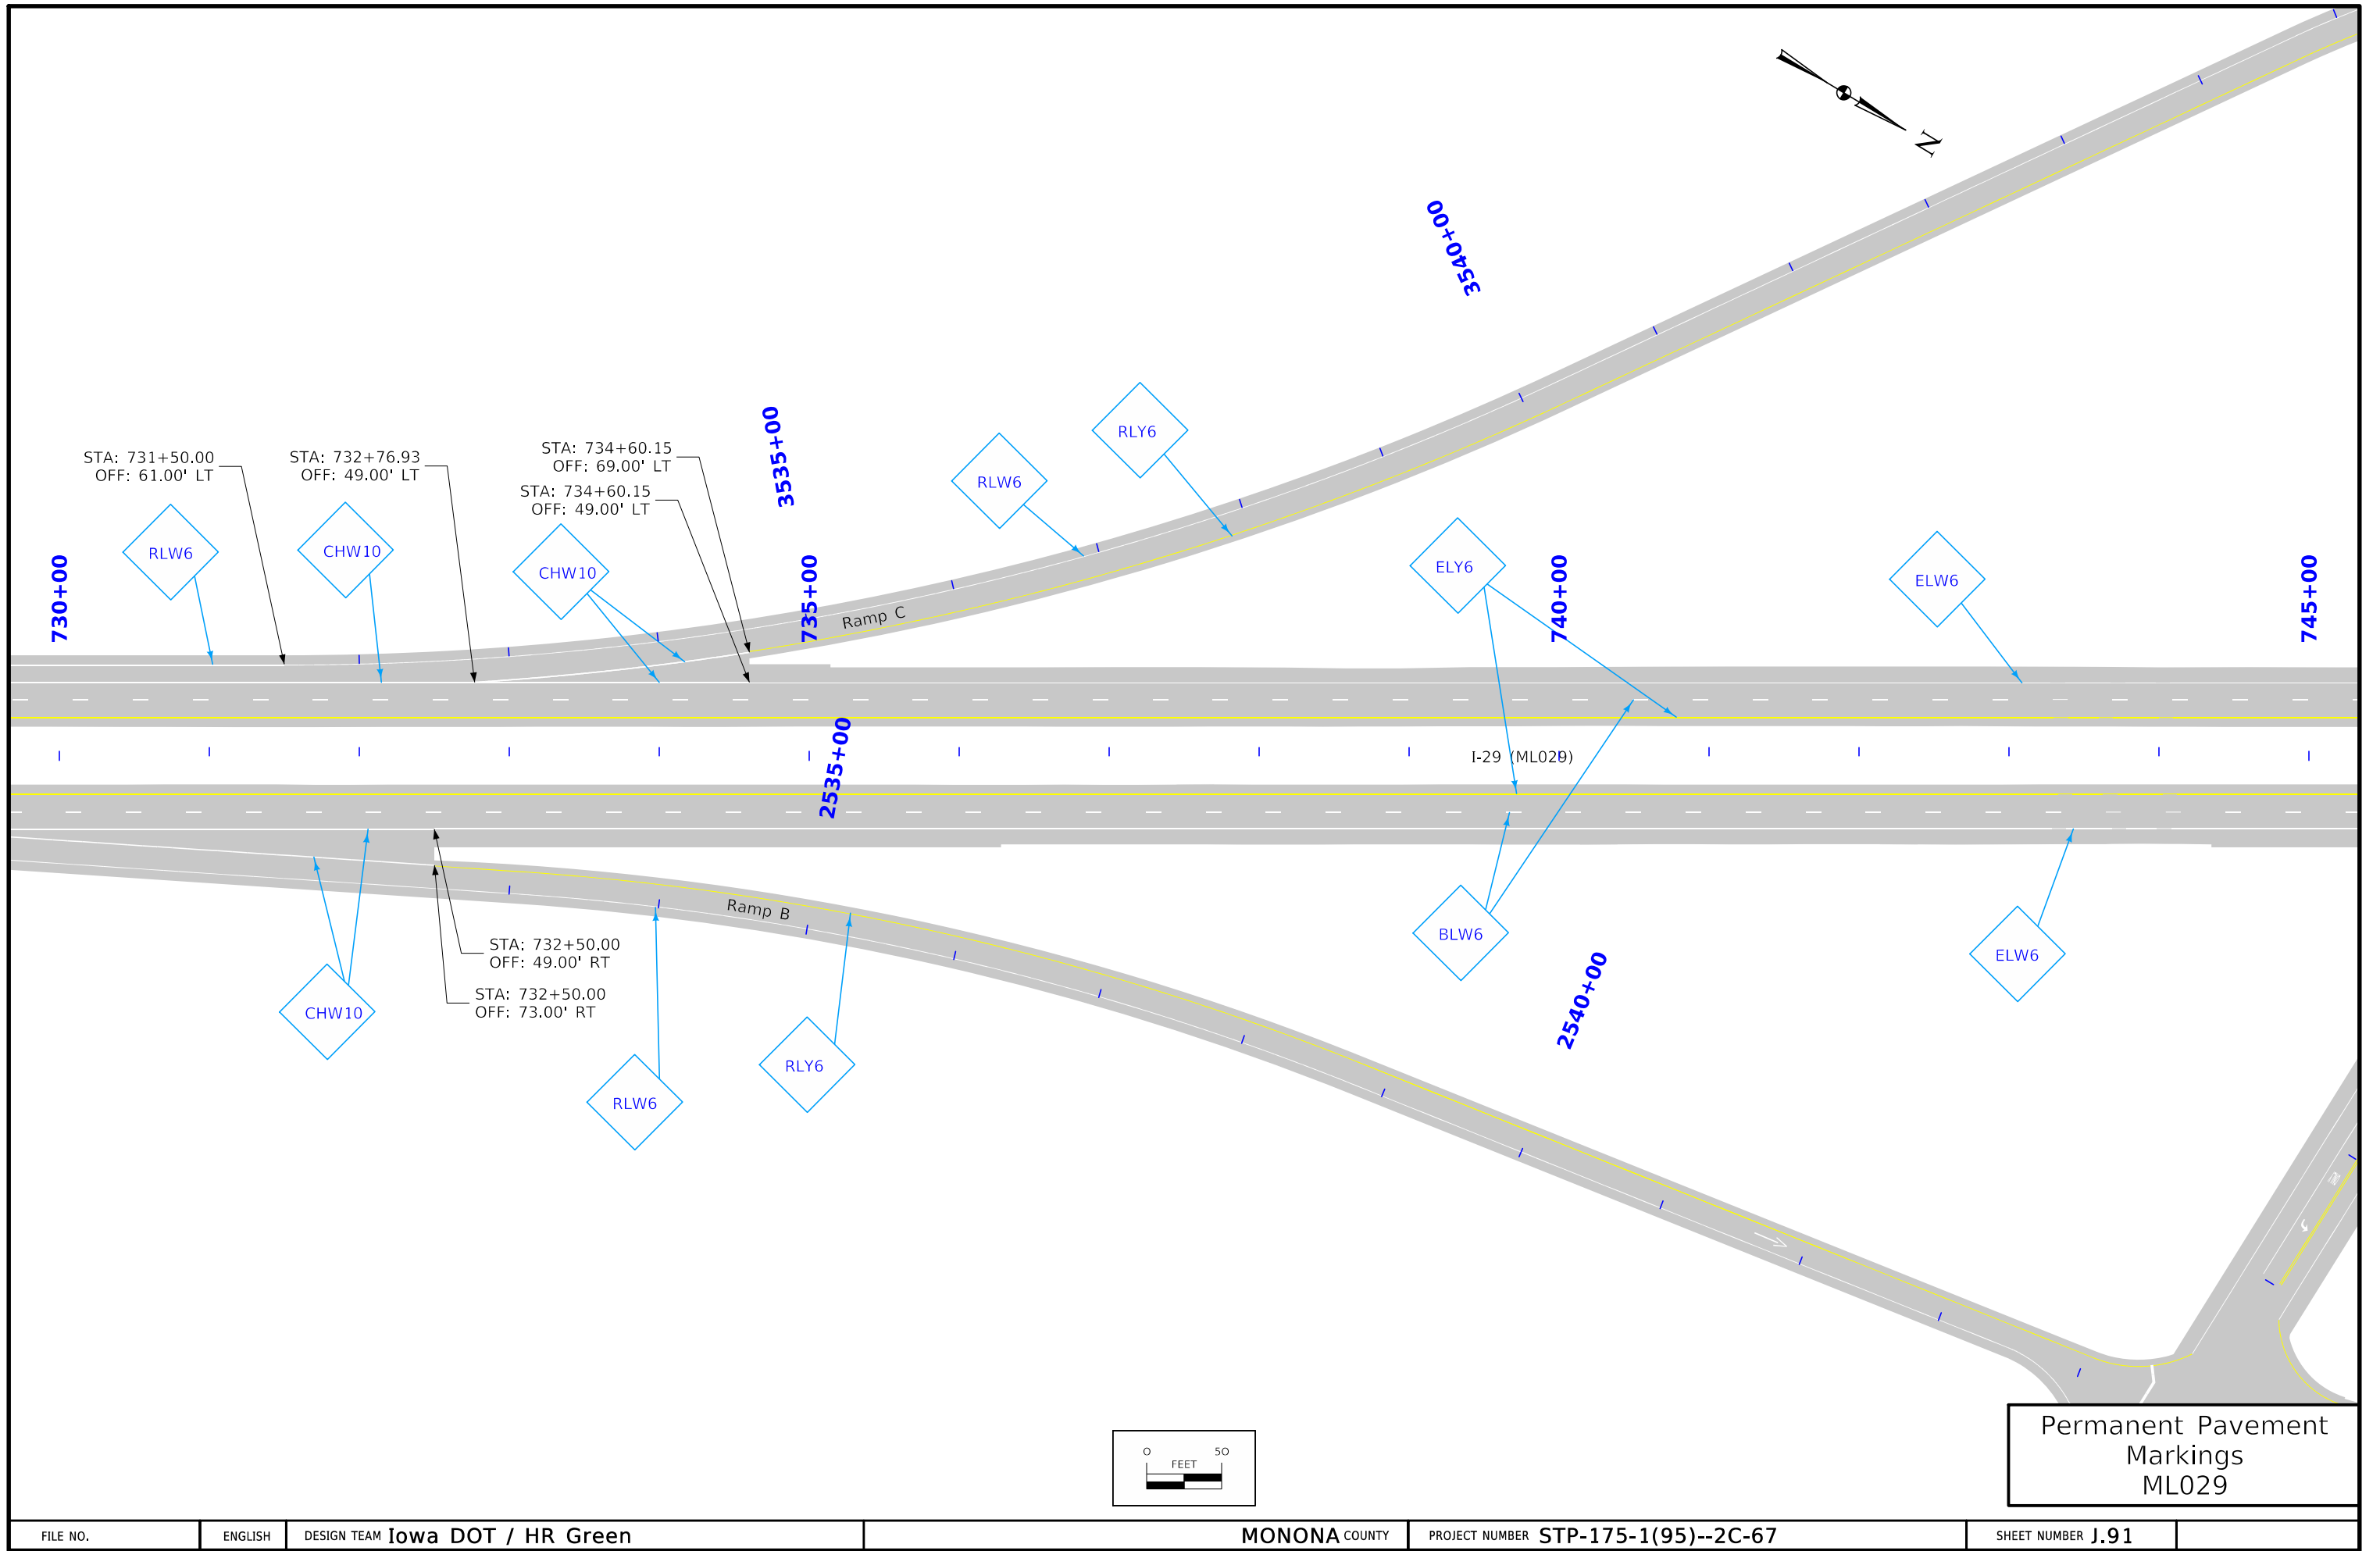 N
3540+00
RLY6
3535+00
STA: 734+60.15
OFF: 69.00' LT
STA: 731+50.00
OFF: 61.00' LT
STA: 732+76.93
OFF: 49.00' LT
RLW6
STA: 734+60.15
OFF: 49.00' LT
RLW6
CHW10
CHW10
ELY6
ELW6
730+00
735+00
740+00
745+00
Ramp C
I-29 (ML029)
2535+00
Ramp B
BLW6
STA: 732+50.00
OFF: 49.00' RT
ELW6
STA: 732+50.00
OFF: 73.00' RT
2540+00
CHW10
RLY6
RLW6
0 50
FEET
Permanent Pavement
Markings
ML029
FILE NO. ENGLISH DESIGN TEAM Iowa DOT / HR Green MONONA COUNTY PROJECT NUMBER STP-175-1(95)--2C-67 SHEET NUMBER J.91